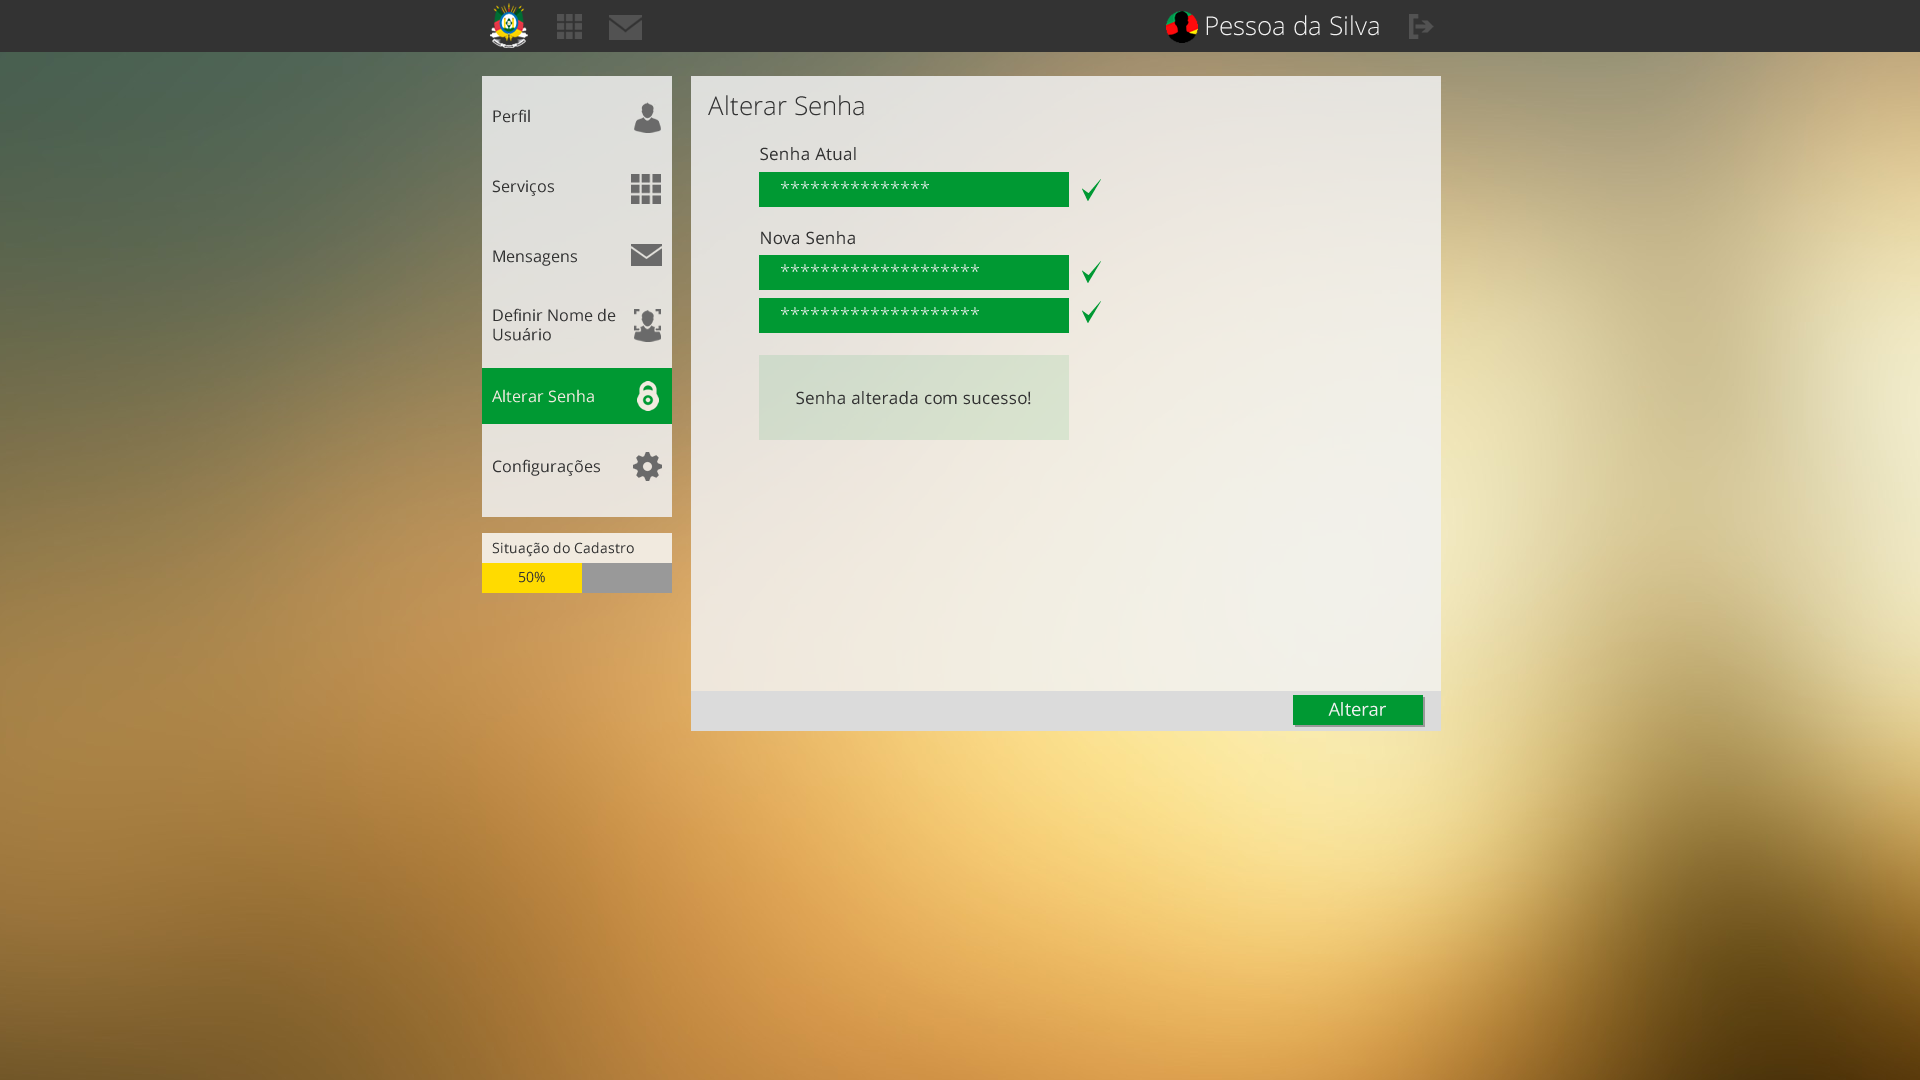 Pessoa da Silva
Perfil
Serviços
Mensagens
Definir Nome de
Usuário
Alterar Senha
Configurações
Situação do Cadastro
50%
Alterar Senha
Senha Atual
***************
Nova Senha
********************
********************
Senha alterada com sucesso!
Alterar